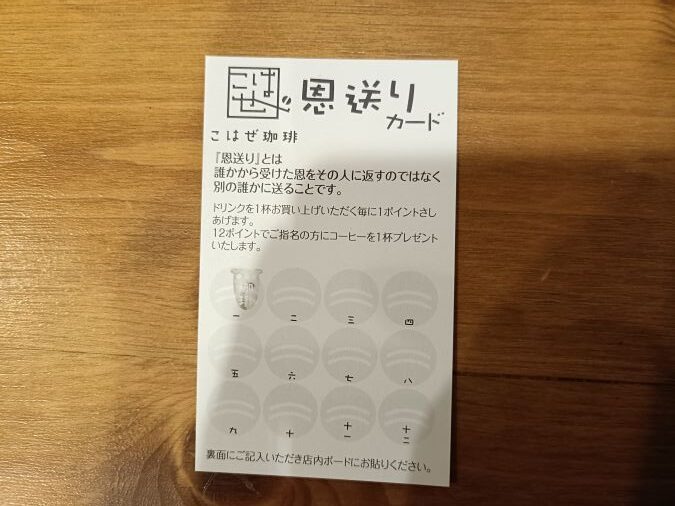 こはぜ
恩送り
カード
こはぜ珈琲
『恩送り』とは
誰かから受けた恩をその人に返すのではなく
別の誰かに送ることです。
ドリンクを1杯お買い上げいただく毎に1ポイントさし
あげます。
12ポイントでご指名の方にコーヒーを1杯プレゼント
いたします。
一 二 三 四
五 六 七 八
九 十 十一 十二
裏面にご記入いただき店内ボードにお貼りください。